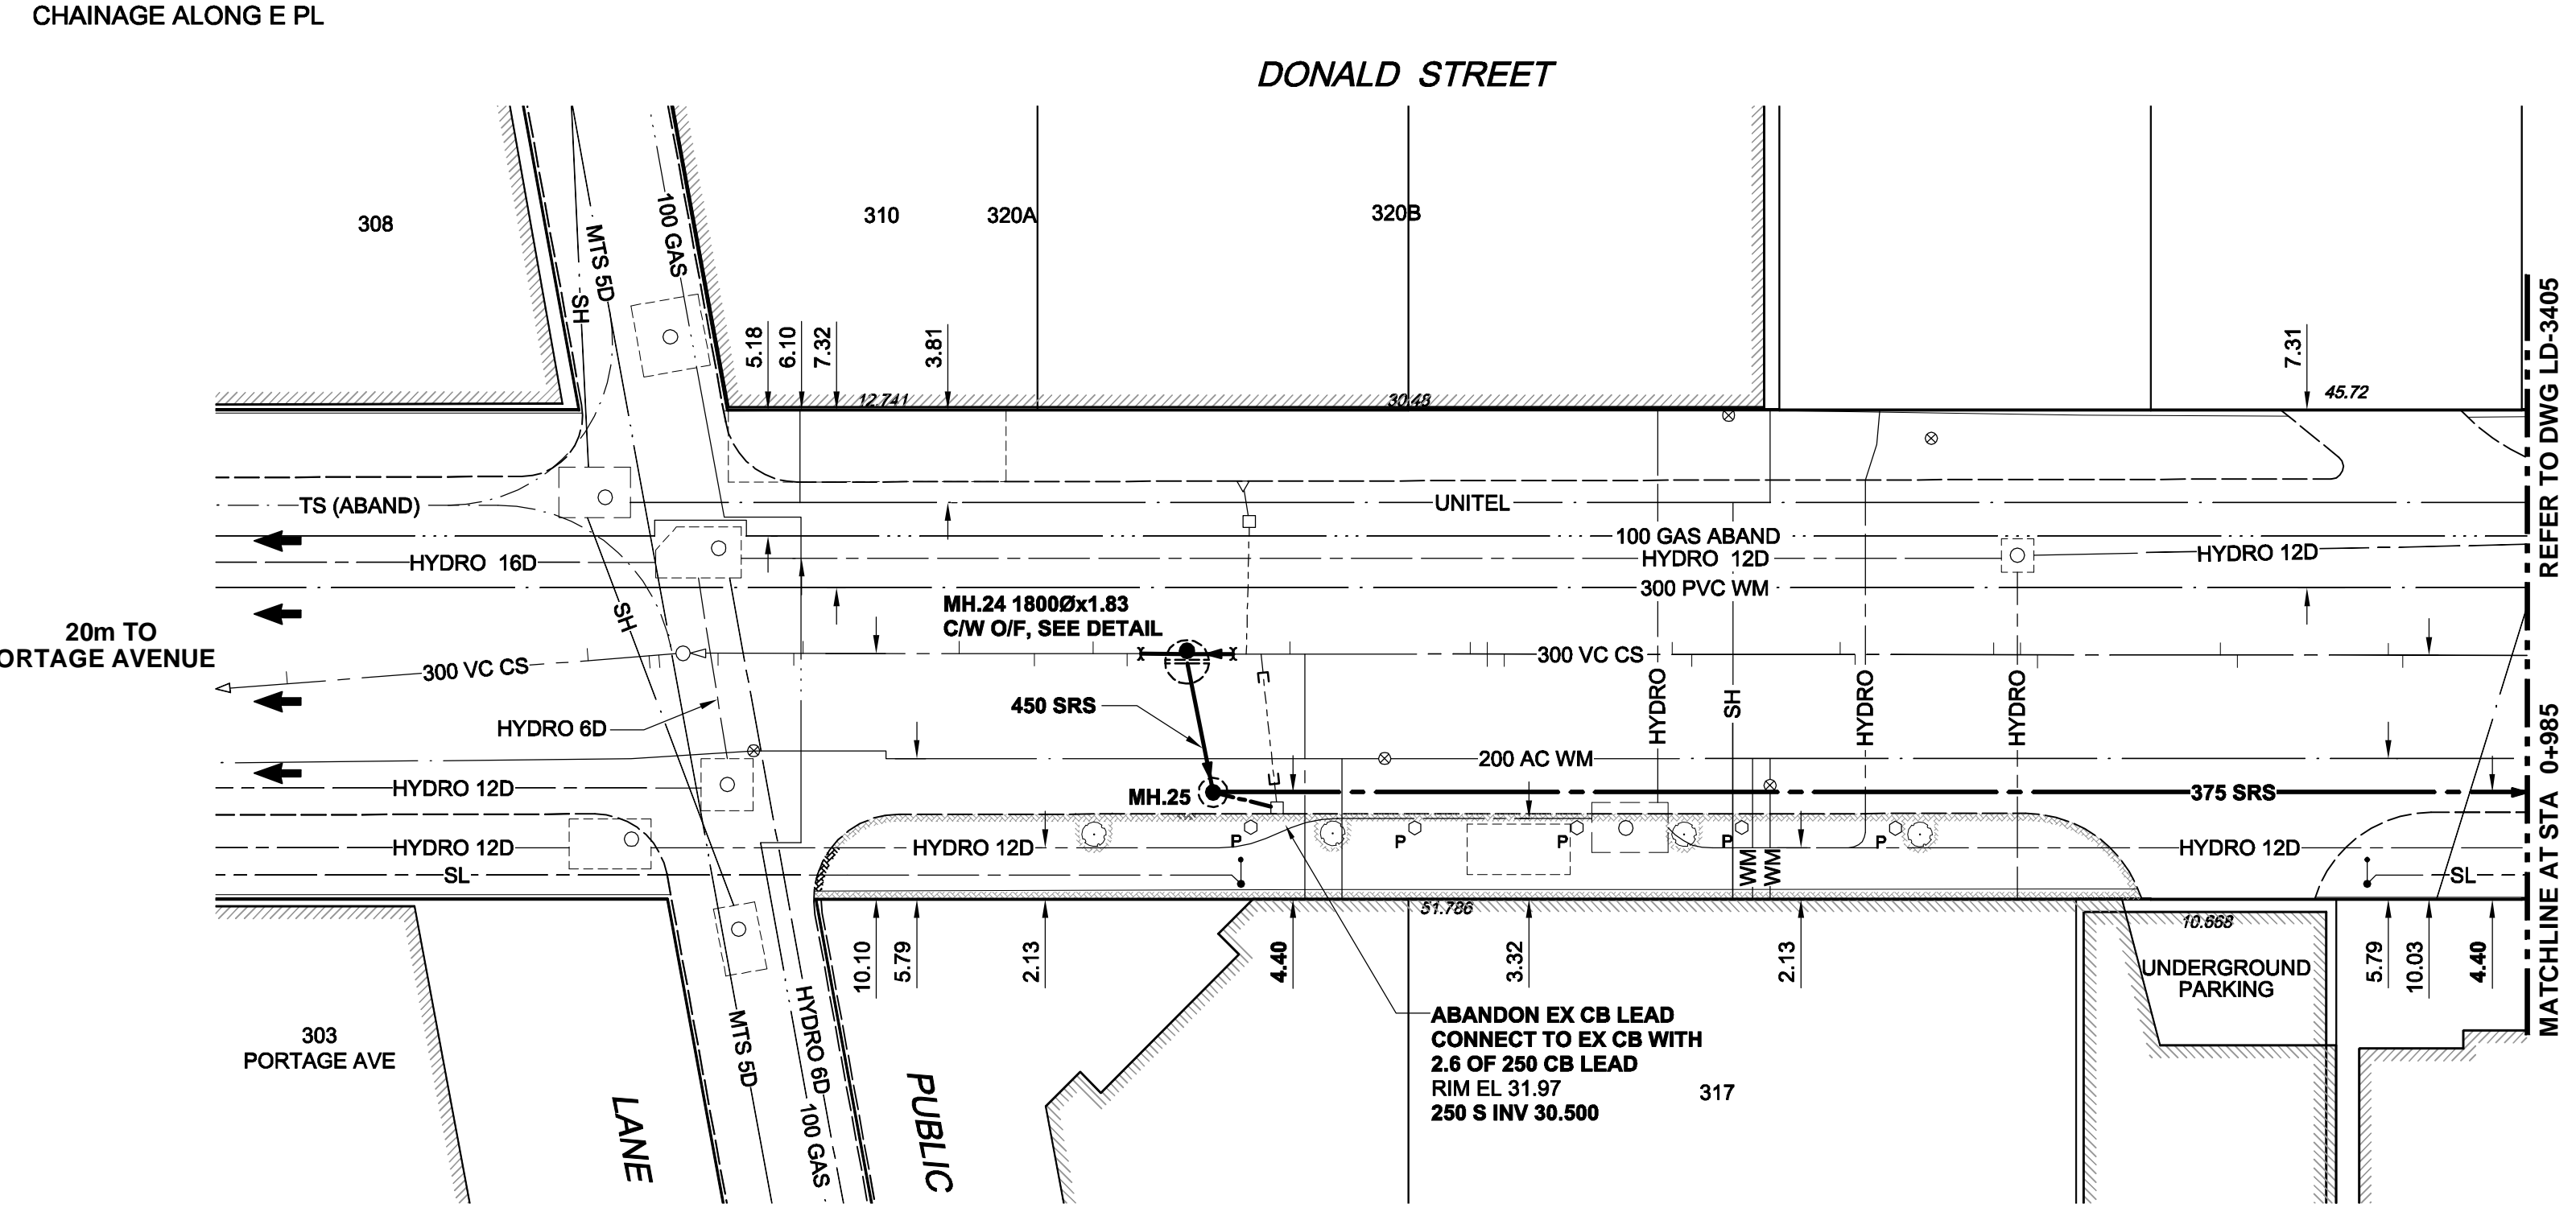 CHAINAGE ALONG E PL
DONALD STREET
308
310
320A
320B
MTS 5D
SH
100 GAS
5.18
6.10
7.32
3.81
7.31
12.741
30.48
45.72
REFER TO DWG LD-3405
TS (ABAND)
UNITEL
100 GAS ABAND
HYDRO 16D
HYDRO 12D
HYDRO 12D
300 PVC WM
SH
MH.24 1800Øx1.83
C/W O/F, SEE DETAIL
20m TO
ORTAGE AVENUE
300 VC CS
300 VC CS
450 SRS
HYDRO
SH
HYDRO
HYDRO
HYDRO 6D
200 AC WM
HYDRO 12D
MH.25
375 SRS
HYDRO 12D
HYDRO 12D
P
P
P
P
P
HYDRO 12D
WM
WM
SL
SL
MATCHLINE AT STA 0+985
51.786
10.668
10.10
5.79
2.13
4.40
3.32
2.13
5.79
10.03
4.40
UNDERGROUND
PARKING
303
PORTAGE AVE
MTS 5D
HYDRO 6D
100 GAS
LANE
PUBLIC
ABANDON EX CB LEAD
CONNECT TO EX CB WITH
2.6 OF 250 CB LEAD
RIM EL 31.97
250 S INV 30.500
317